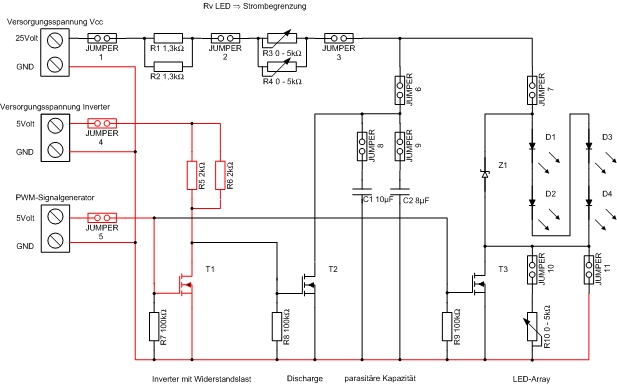 Rv LED ⇒ Strombegrenzung
Versorgungsspannung Vcc
25Volt
GND
JUMPER
1
R1 1,3kΩ
R2 1,3kΩ
JUMPER
2
R3 0 - 5kΩ
R4 0 - 5kΩ
JUMPER
3
JUMPER
6
JUMPER
7
Versorgungsspannung Inverter
5Volt
GND
JUMPER
4
R5 2kΩ
R6 2kΩ
JUMPER
8
JUMPER
9
C1 10µF
C2 8µF
Z1
D1
D2
D3
D4
PWM-Signalgenerator
5Volt
GND
JUMPER
5
T1
T2
T3
JUMPER
10
JUMPER
11
R7 100kΩ
R8 100kΩ
R9 100kΩ
R10 0 - 5kΩ
Inverter mit Widerstandslast
Discharge
parasitäre Kapazität
LED-Array